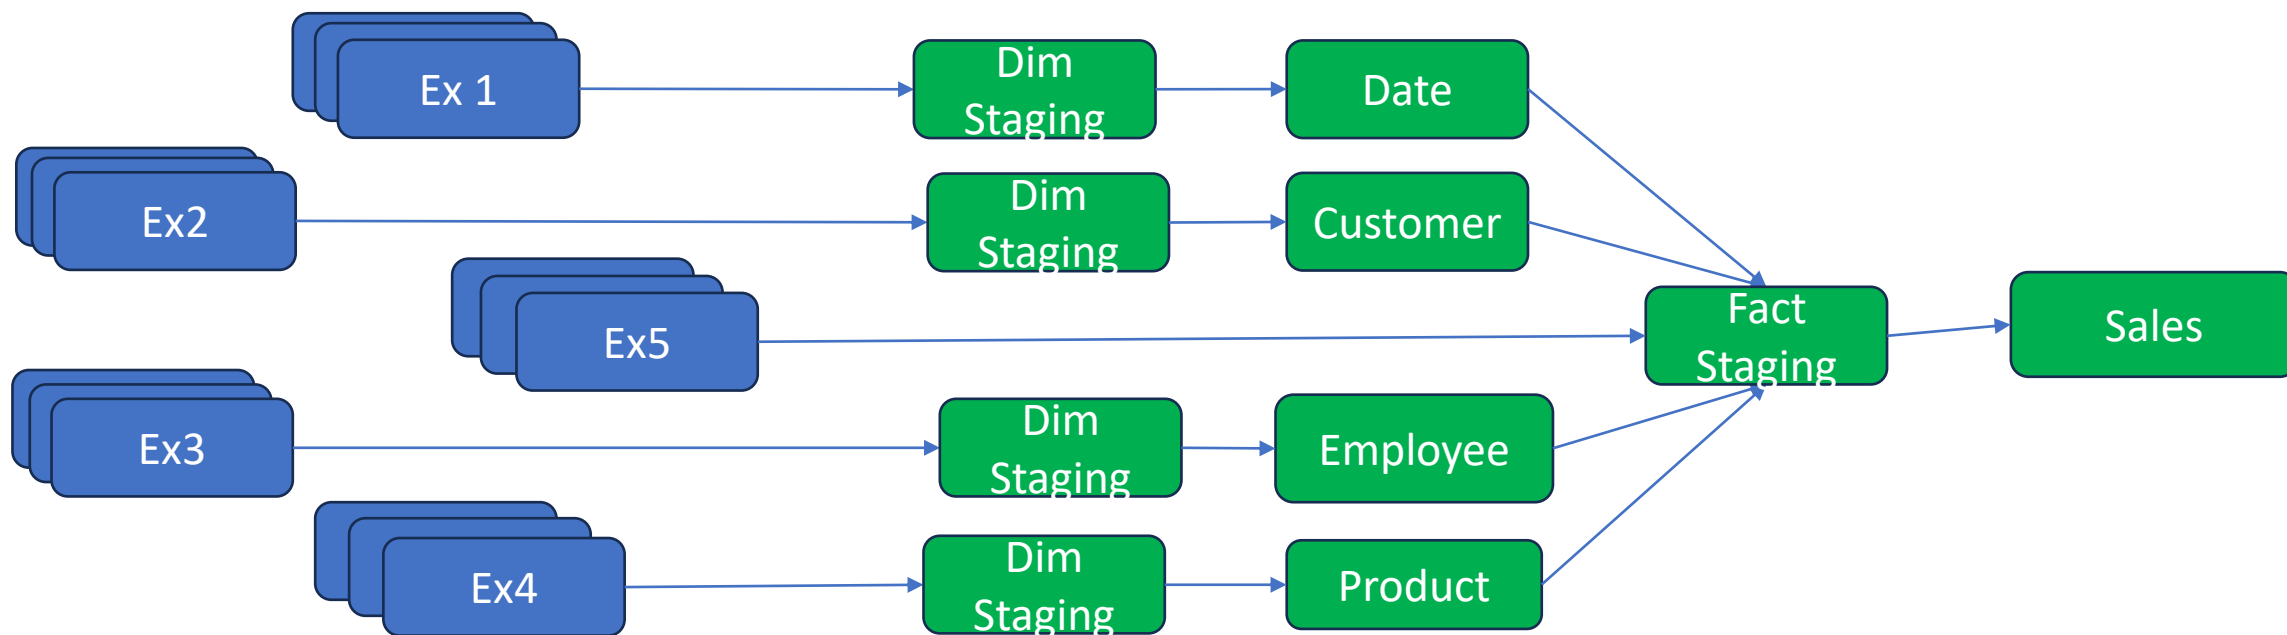 Ex 1
Dim
Staging
Date
Ex2
Dim
Staging
Customer
Ex5
Fact
Staging
Sales
Ex3
Dim
Staging
Employee
Ex4
Dim
Staging
Product